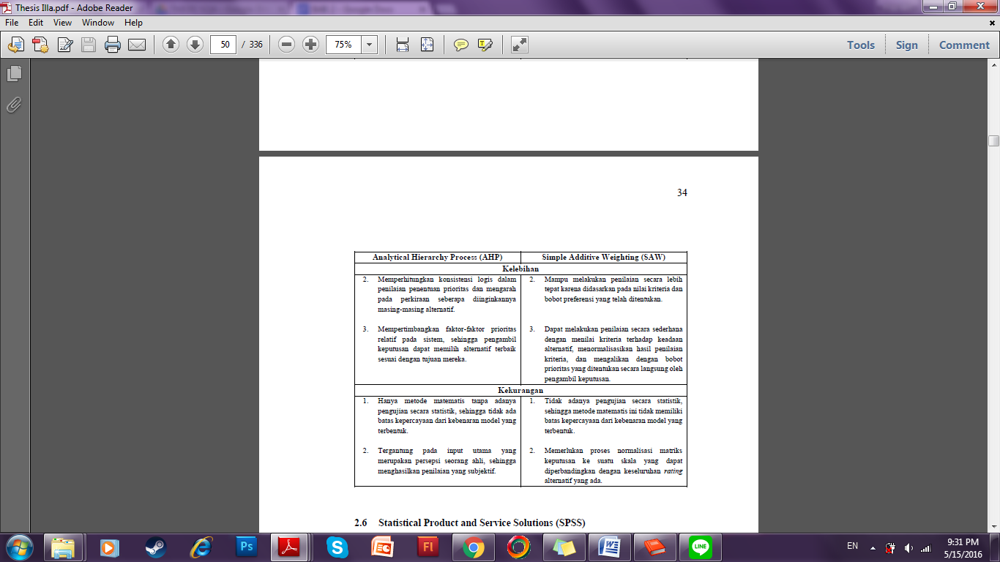 Thesis Illa.pdf - Adobe Reader
File Edit View Window Help
50 / 336 75% Tools Sign Comment
34
Analytical Hierarchy Process (AHP) Simple Additive Weighting (SAW)
Kelebihan
2. Memperhitungkan konsistensi logis dalam
penilaian penentuan prioritas dan mengarah
pada perkiraan seberapa diinginkannya
masing-masing alternatif.
3. Mempertimbangkan faktor-faktor prioritas
relatif pada sistem, sehingga pengambil
keputusan dapat memilih alternatif terbaik
sesuai dengan tujuan mereka.
2. Mampu melakukan penilaian secara lebih
tepat karena didasarkan pada nilai kriteria dan
bobot preferensi yang telah ditentukan.
3. Dapat melakukan penilaian secara sederhana
dengan menilai kriteria terhadap keadaan
alternatif, menormalisasikan hasil penilaian
kriteria, dan mengalikan dengan bobot
prioritas yang ditentukan secara langsung oleh
pengambil keputusan.
Kekurangan
1. Hanya metode matematis tanpa adanya
pengujian secara statistik, sehingga tidak ada
batas kepercayaan dari kebenaran model yang
terbentuk.
2. Tergantung pada input utama yang
merupakan persepsi seorang ahli, sehingga
menghasilkan penilaian yang subjektif.
1. Tidak adanya pengujian secara statistik,
sehingga metode matematis ini tidak memiliki
batas kepercayaan dari kebenaran model yang
terbentuk.
2. Memerlukan proses normalisasi matriks
keputusan ke suatu skala yang dapat
diperbandingkan dengan keseluruhan rating
alternatif yang ada.
2.6 Statistical Product and Service Solutions (SPSS)
Ps
Fl
LINE
EN
9:31 PM
5/15/2016